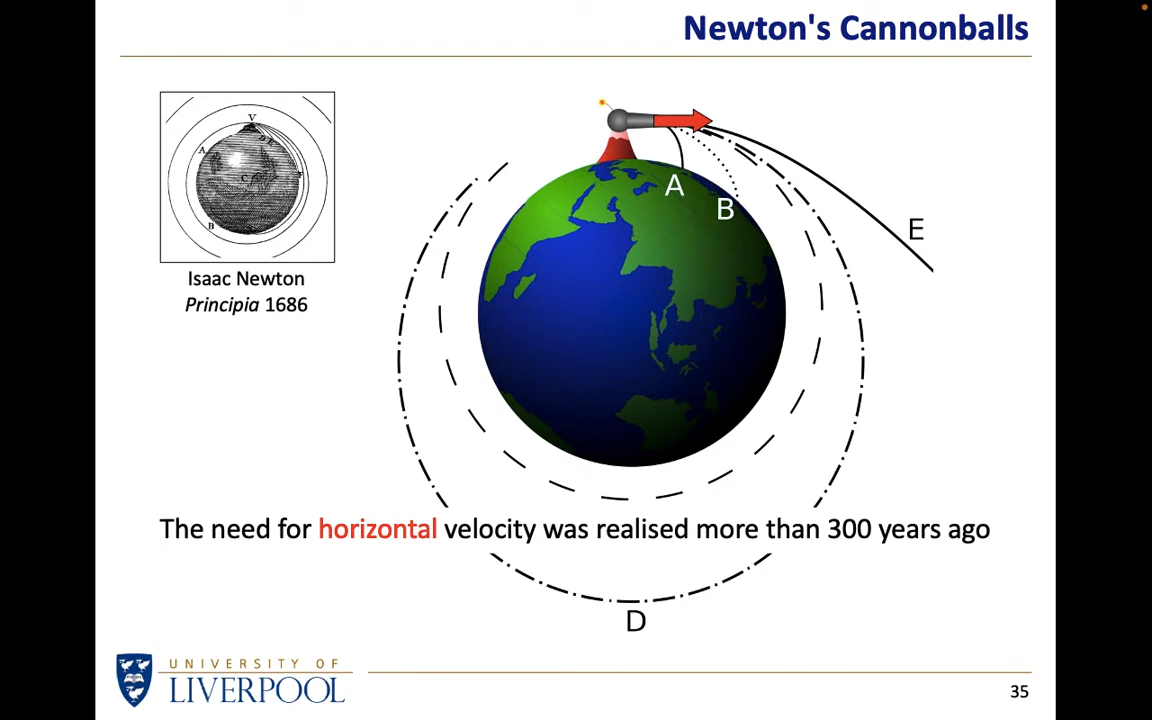 Newton's Cannonballs
V
A
C
B
Isaac Newton
Principia 1686
A
B
E
The need for horizontal velocity was realised more than 300 years ago
D
UNIVERSITY OF
LIVERPOOL
35